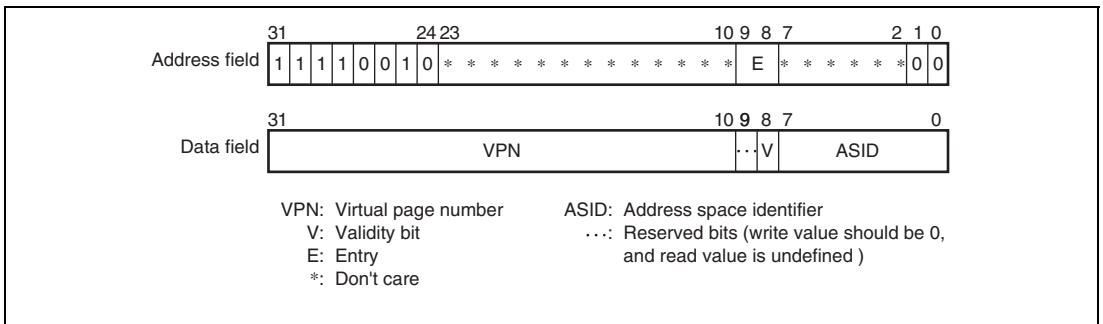 31 24 23 10 9 8 7 2 1 0
Address field 1 1 1 1 0 0 1 0 * * * * * * * * * * * * * * E * * * * * * 0 0
31 10 9 8 7 0
Data field VPN ··· V ASID
VPN: Virtual page number ASID: Address space identifier
V: Validity bit ···: Reserved bits (write value should be 0,
E: Entry and read value is undefined )
*: Don't care